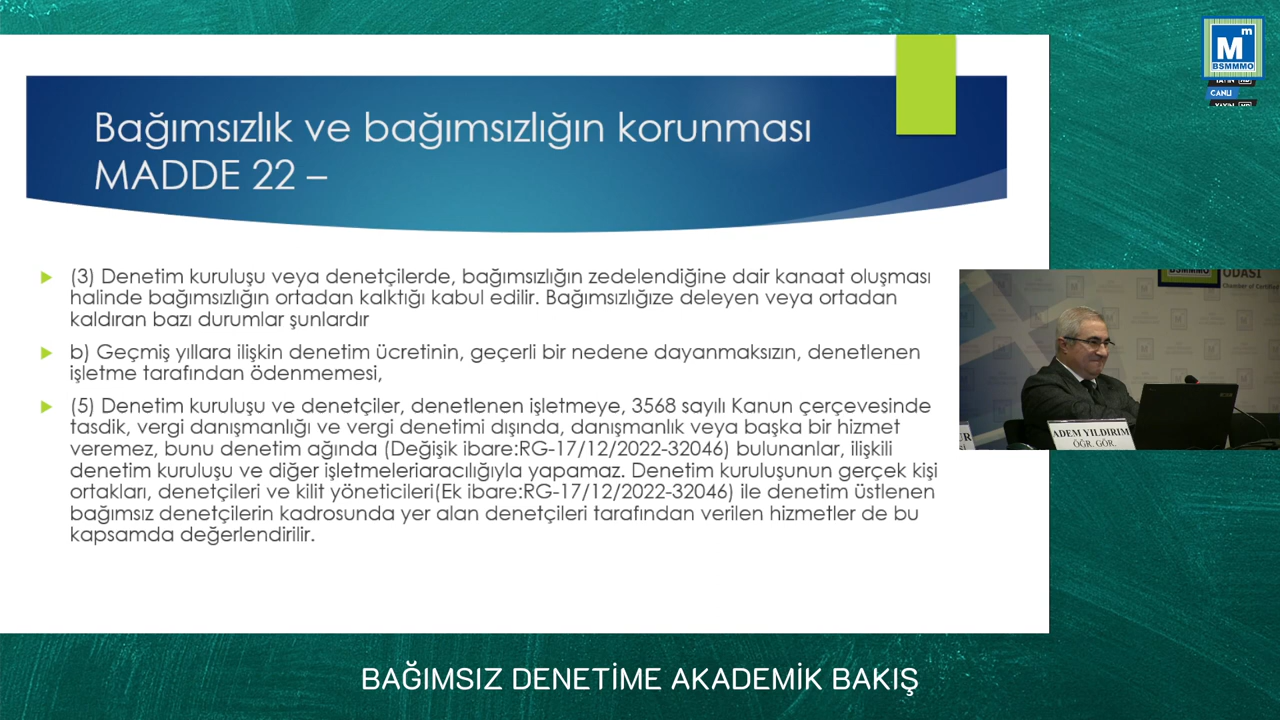 Bağımsızlık ve bağımsızlığın korunması
MADDE 22 –
(3) Denetim kuruluşu veya denetçilerde, bağımsızlığın zedelendiğine dair kanaat oluşması
halinde bağımsızlığın ortadan kalktığı kabul edilir. Bağımsızlığıze deleyen veya ortadan
kaldıran bazı durumlar şunlardır
b) Geçmiş yıllara ilişkin denetim ücretinin, geçerli bir nedene dayanmaksızın, denetlenen
işletme tarafından ödenmemesi,
(5) Denetim kuruluşu ve denetçiler, denetlenen işletmeye, 3568 sayılı Kanun çerçevesinde
tasdik, vergi danışmanlığı ve vergi denetimi dışında, danışmanlık veya başka bir hizmet
veremez, bunu denetim ağında (Değişik ibare:RG-17/12/2022-32046) bulunanlar, ilişkili
denetim kuruluşu ve diğer işletmeleriaracılığıyla yapamaz. Denetim kuruluşunun gerçek kişi
ortakları, denetçileri ve kilit yöneticileri(Ek ibare:RG-17/12/2022-32046) ile denetim üstlenen
bağımsız denetçilerin kadrosunda yer alan denetçileri tarafından verilen hizmetler de bu
kapsamda değerlendirilir.
Mm
BSMMMO
CANLI
ODASI
Chamber of Certified
ADEM YILDIRIM
ÖĞR. GÖR.
BAĞIMSIZ DENETİME AKADEMİK BAKIŞ